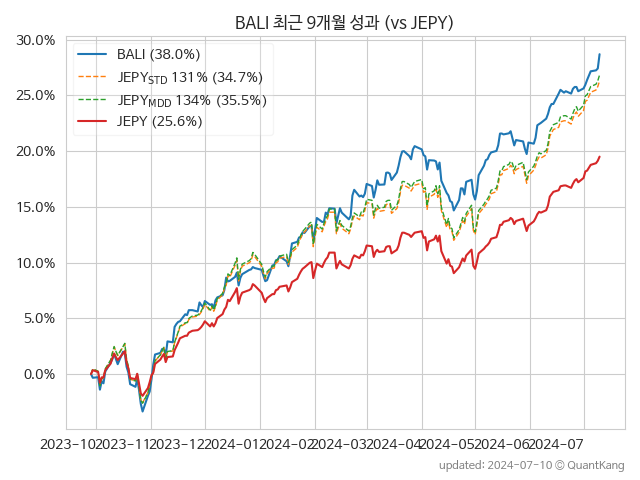 BALI 최근 9개월 성과 (vs JEPY)
BALI (38.0%)
JEPYSTD 131% (34.7%)
JEPYMDD 134% (35.5%)
JEPY (25.6%)
30.0%
25.0%
20.0%
15.0%
10.0%
5.0%
0.0%
2023-10 2023-11 2023-12 2024-01 2024-02 2024-03 2024-04 2024-05 2024-06 2024-07
updated: 2024-07-10 © QuantKang